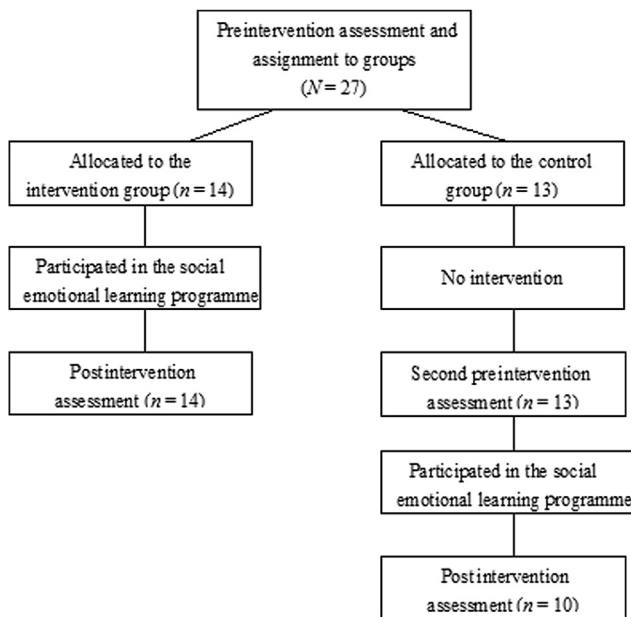 Preintervention assessment and
assignment to groups
(N = 27)
Allocated to the
intervention group (n = 14)
Allocated to the control
group (n = 13)
Participated in the social
emotional learning programme
No intervention
Postintervention
assessment (n = 14)
Second preintervention
assessment (n = 13)
Participated in the social
emotional learning programme
Postintervention
assessment (n = 10)